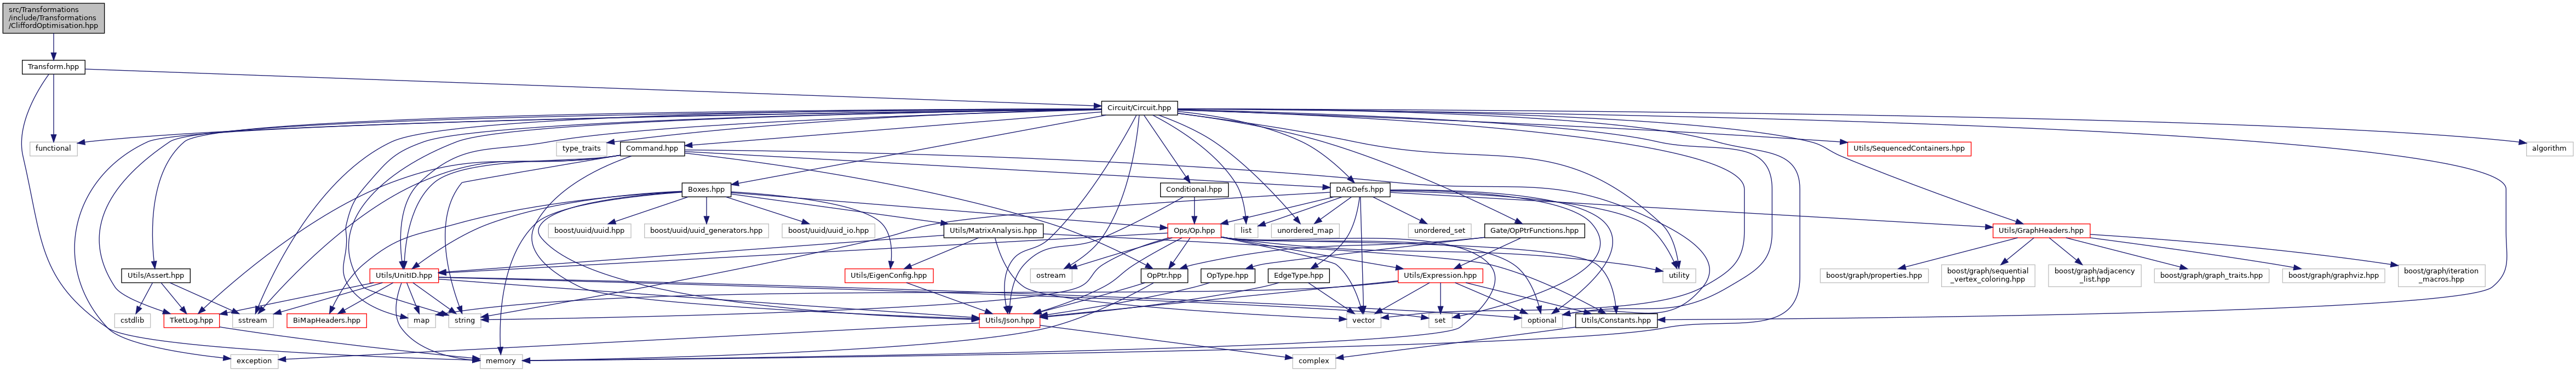 src/Transformations
/include/Transformations
/CliffordOptimisation.hpp
Transform.hpp
Circuit/Circuit.hpp
functional
type_traits
Command.hpp
Utils/SequencedContainers.hpp
algorithm
Boxes.hpp
Conditional.hpp
DAGDefs.hpp
boost/uuid/uuid.hpp
boost/uuid/uuid_generators.hpp
boost/uuid/uuid_io.hpp
Utils/MatrixAnalysis.hpp
Ops/Op.hpp
list
unordered_map
unordered_set
Gate/OpPtrFunctions.hpp
Utils/GraphHeaders.hpp
Utils/Assert.hpp
Utils/UnitID.hpp
Utils/EigenConfig.hpp
ostream
OpPtr.hpp
OpType.hpp
EdgeType.hpp
Utils/Expression.hpp
utility
boost/graph/properties.hpp
boost/graph/sequential
_vertex_coloring.hpp
boost/graph/adjacency
_list.hpp
boost/graph/graph_traits.hpp
boost/graph/graphviz.hpp
boost/graph/iteration
_macros.hpp
cstdlib
TketLog.hpp
sstream
BiMapHeaders.hpp
map
string
Utils/Json.hpp
vector
set
optional
Utils/Constants.hpp
exception
memory
complex